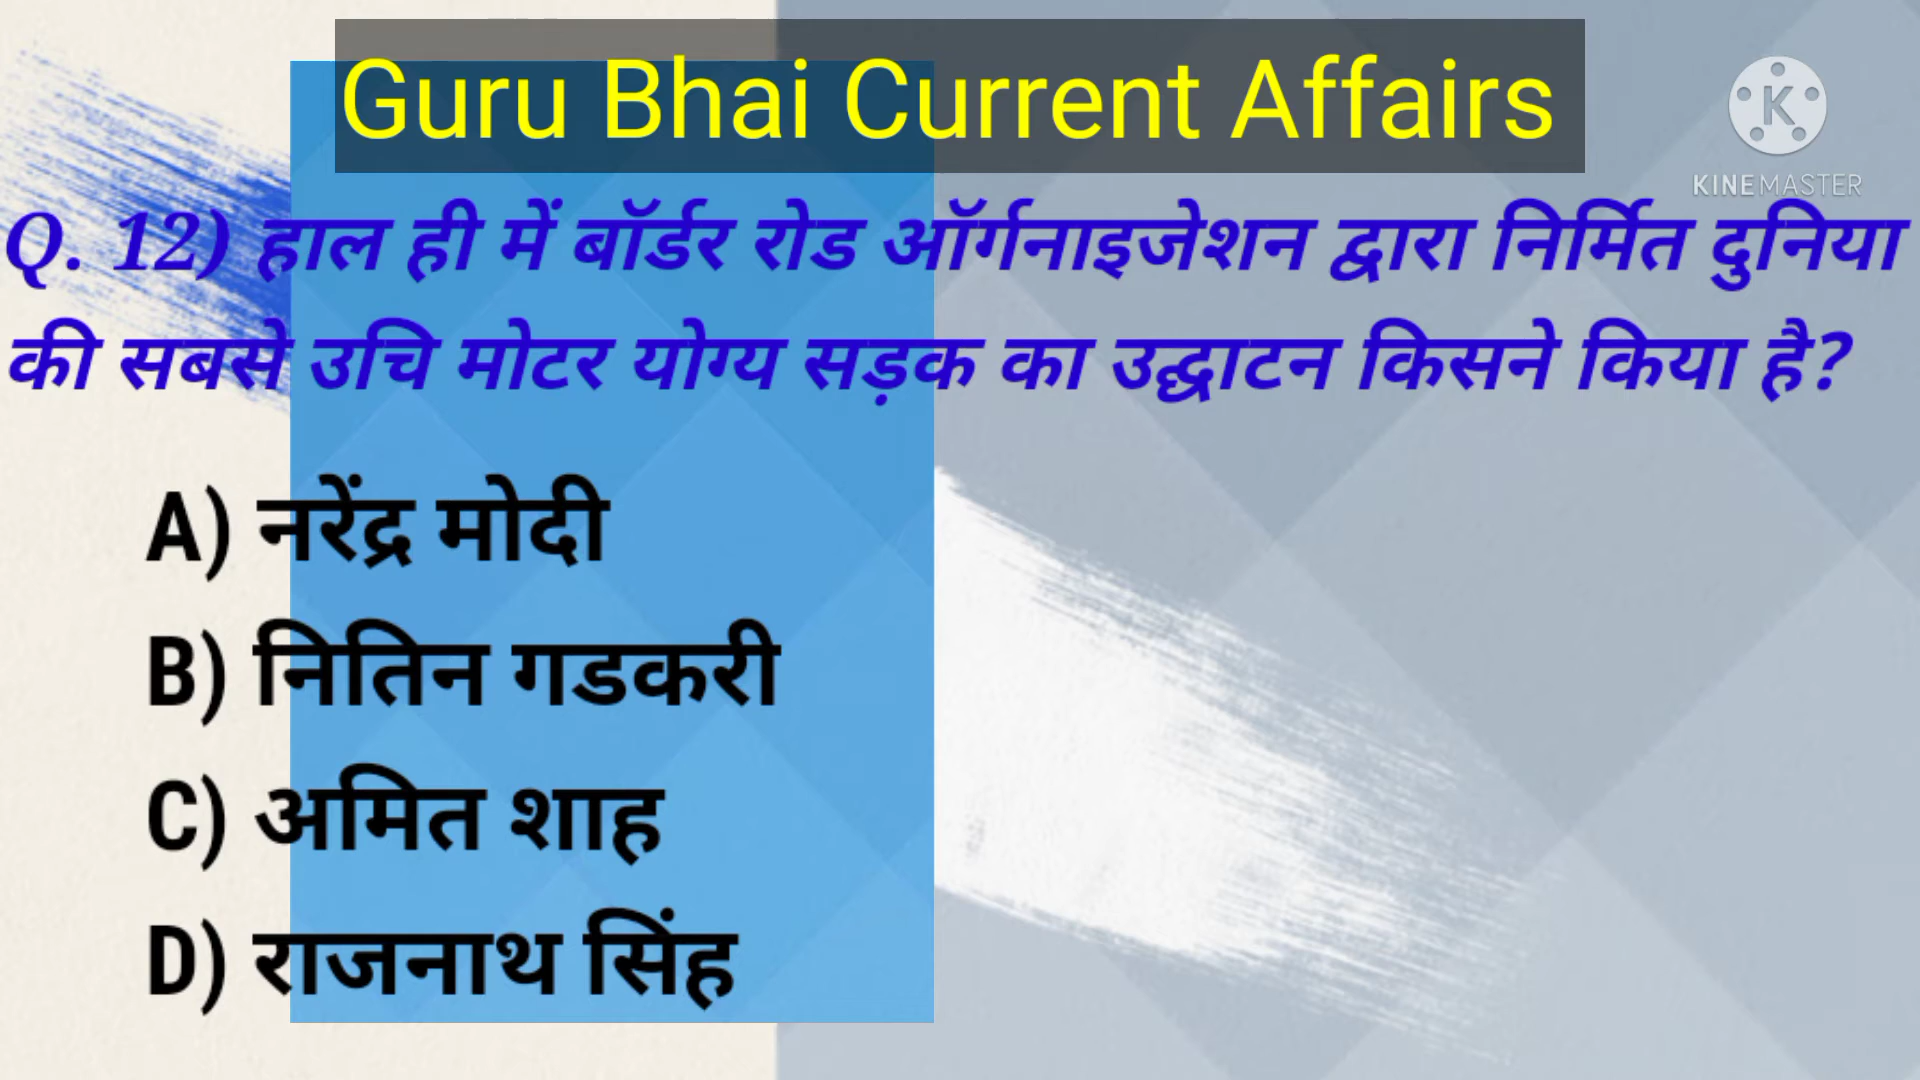 Guru Bhai Current Affairs
KINEMASTER
Q. 12) हाल ही में बॉर्डर रोड ऑर्गनाइजेशन द्वारा निर्मित दुनिया
की सबसे उचि मोटर योग्य सड़क का उद्घाटन किसने किया है?
A) नरेंद्र मोदी
B) नितिन गडकरी
C) अमित शाह
D) राजनाथ सिंह